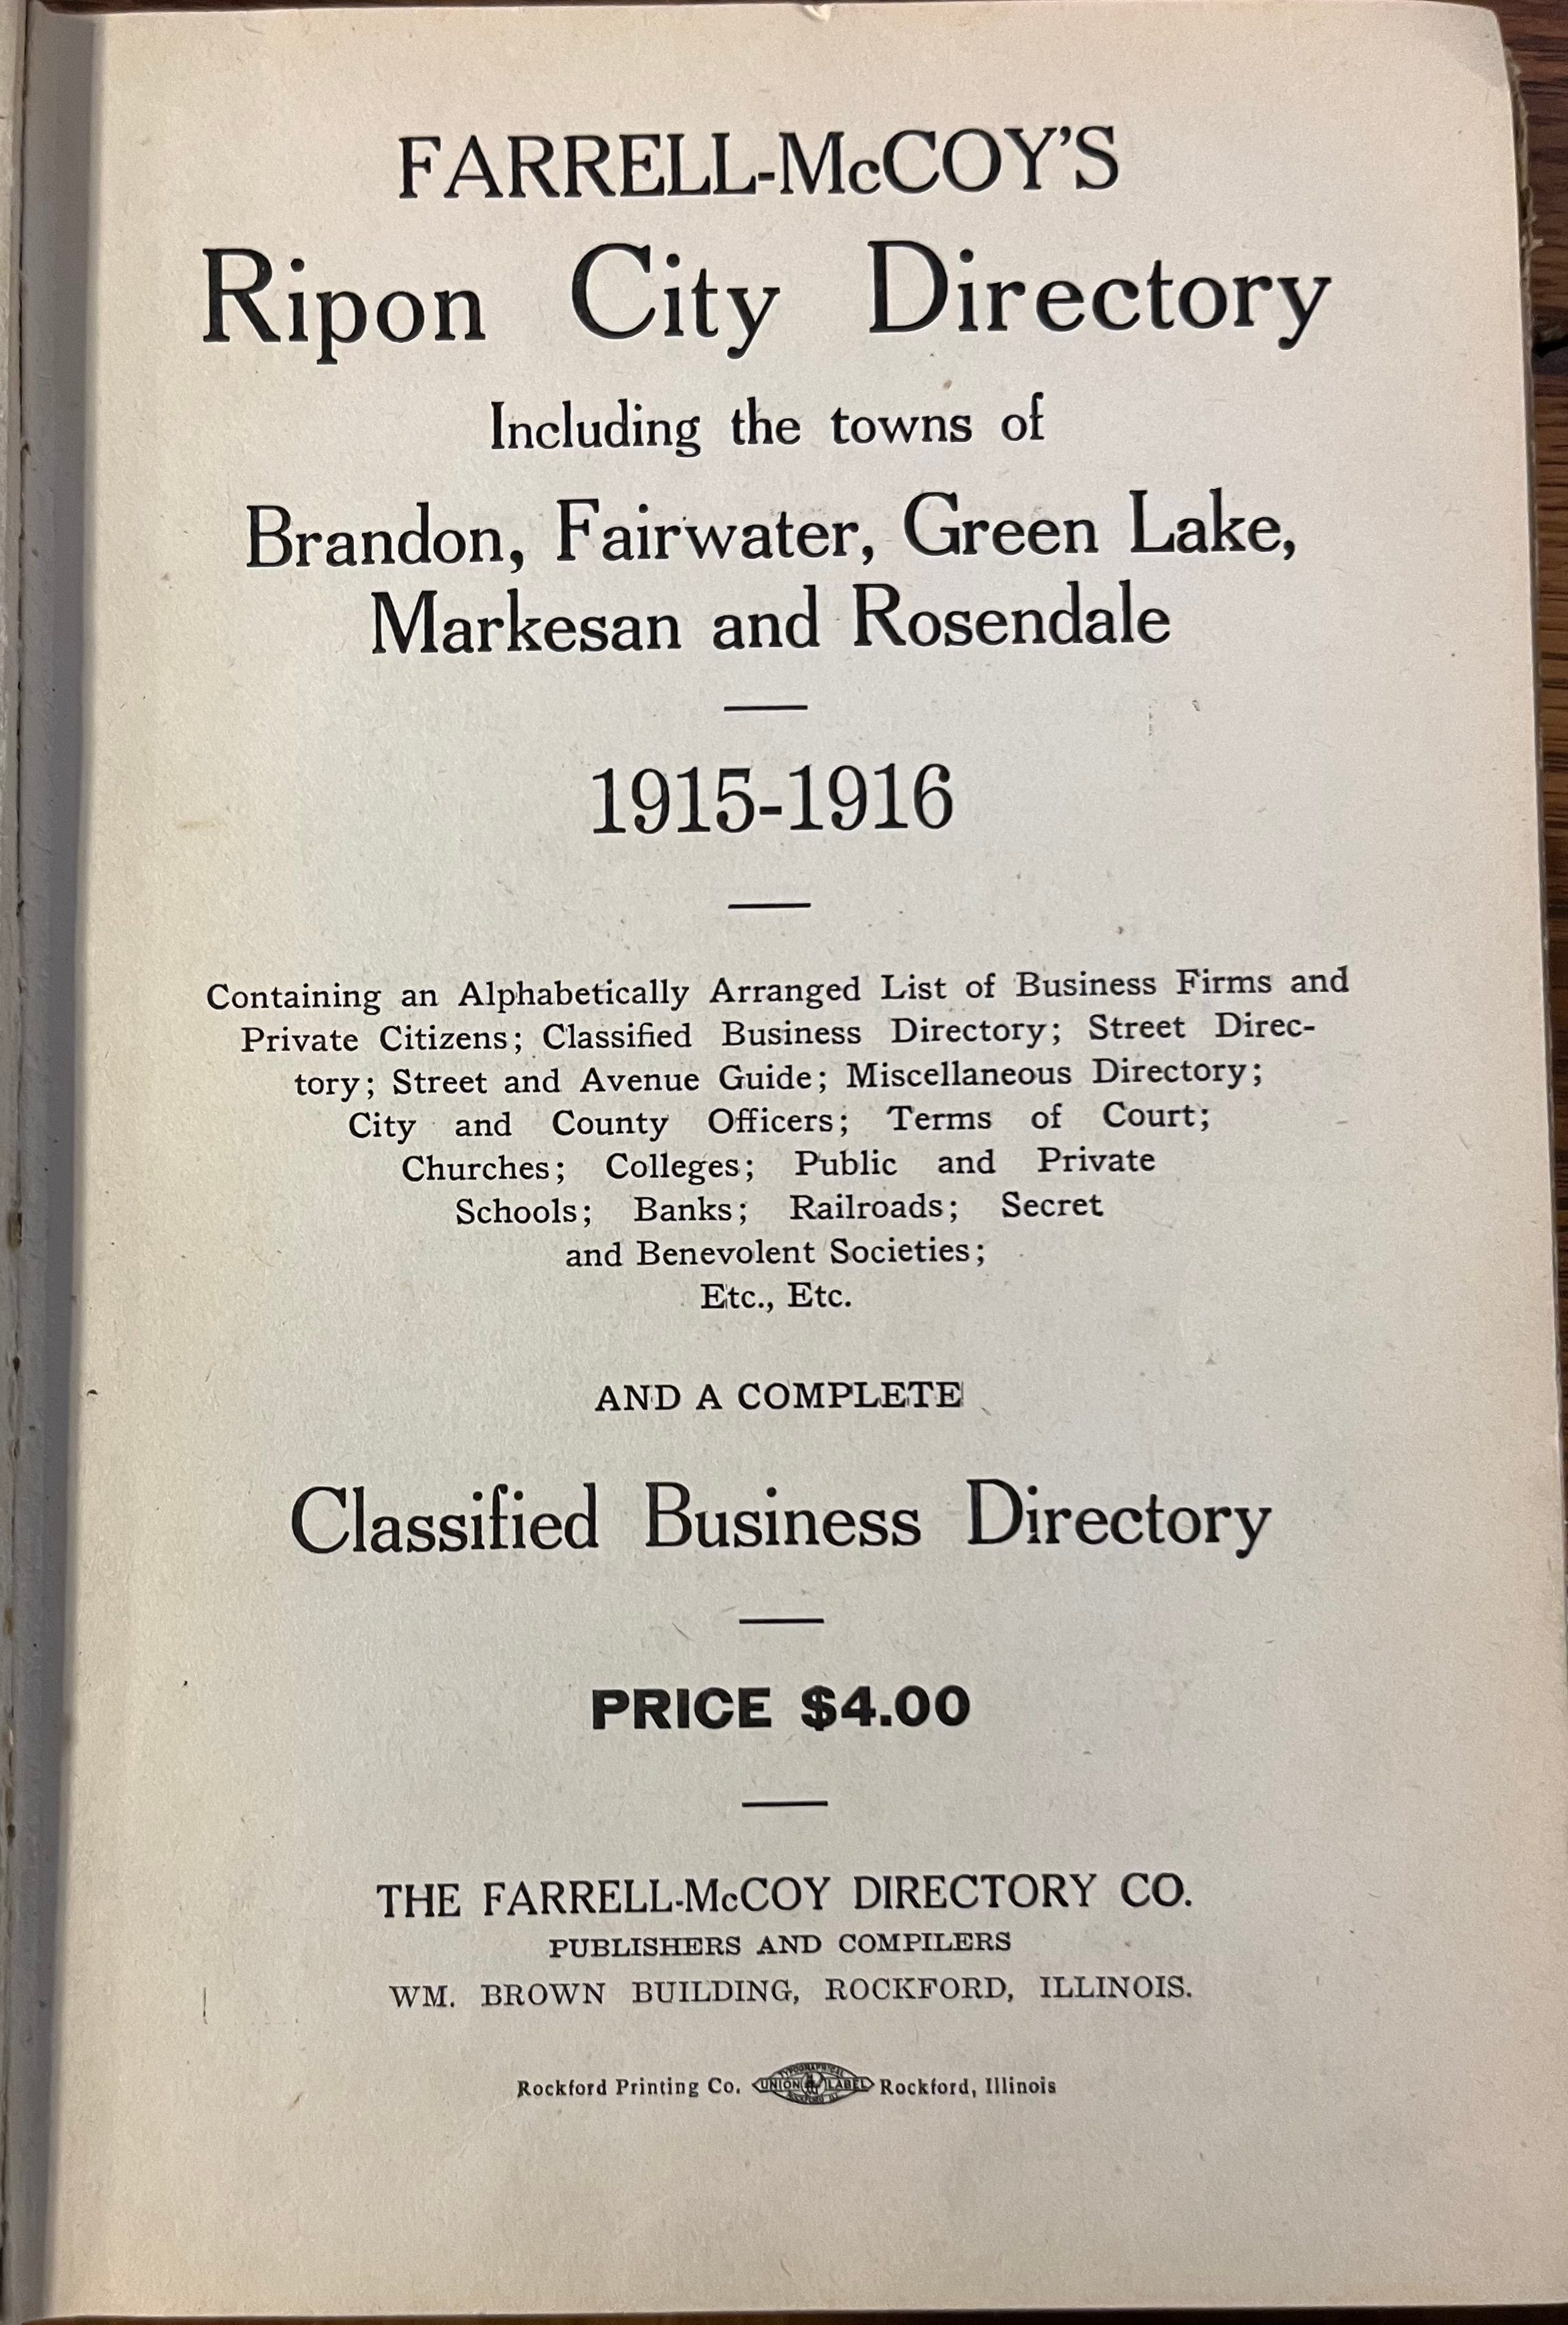 FARRELL-McCOY'S
Ripon City Directory
Including the towns of
Brandon, Fairwater, Green Lake,
Markesan and Rosendale
1915-1916
Containing an Alphabetically Arranged List of Business Firms and
Private Citizens; Classified Business Directory; Street Direc-
tory; Street and Avenue Guide; Miscellaneous Directory;
City and County Officers; Terms of Court;
Churches; Colleges; Public and Private
Schools; Banks; Railroads; Secret
and Benevolent Societies;
Etc., Etc.
AND A COMPLETE
Classified Business Directory
PRICE $4.00
THE FARRELL-McCOY DIRECTORY CO.
PUBLISHERS AND COMPILERS
WM. BROWN BUILDING, ROCKFORD, ILLINOIS.
Rockford Printing Co. TYPOGRAPHICAL UNION LABEL Rockford, Illinois